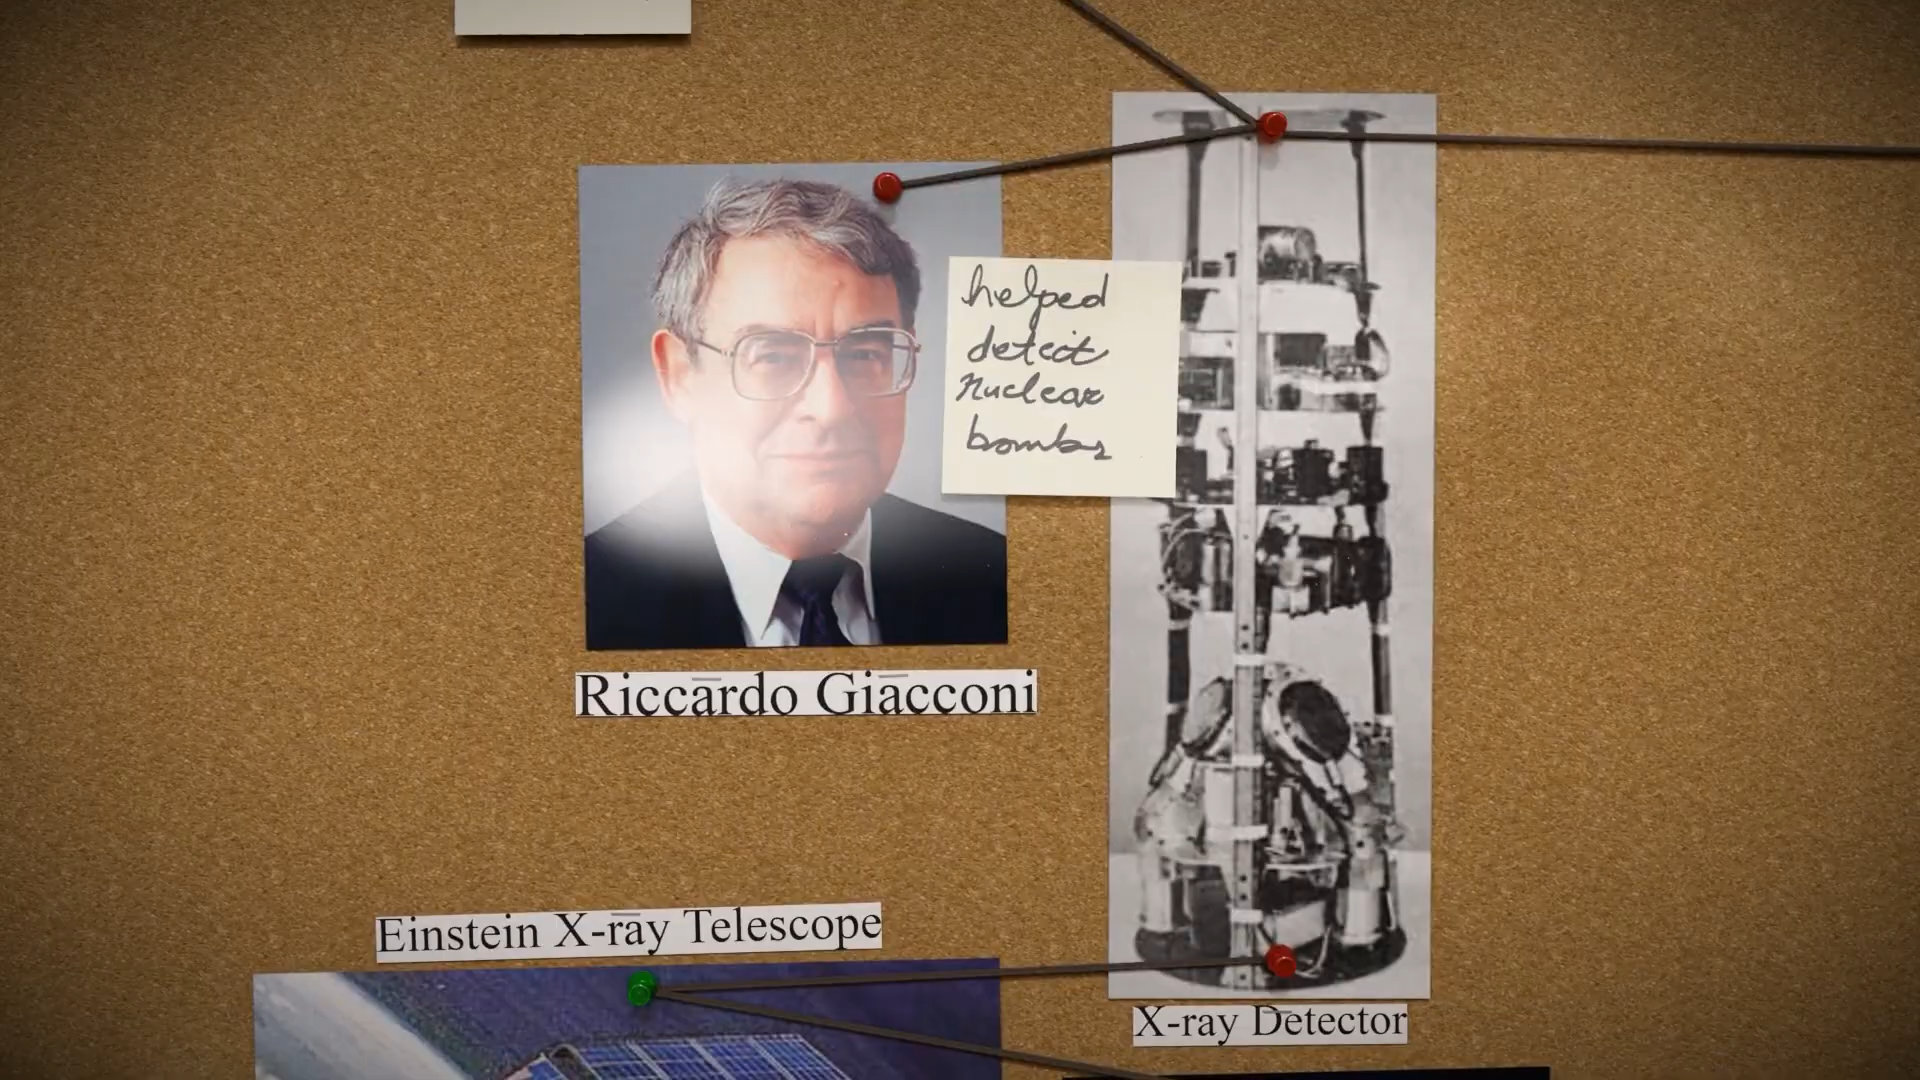 helped
detect
nuclear
bombs
Riccardo Giacconi
Einstein X-ray Telescope
X-ray Detector